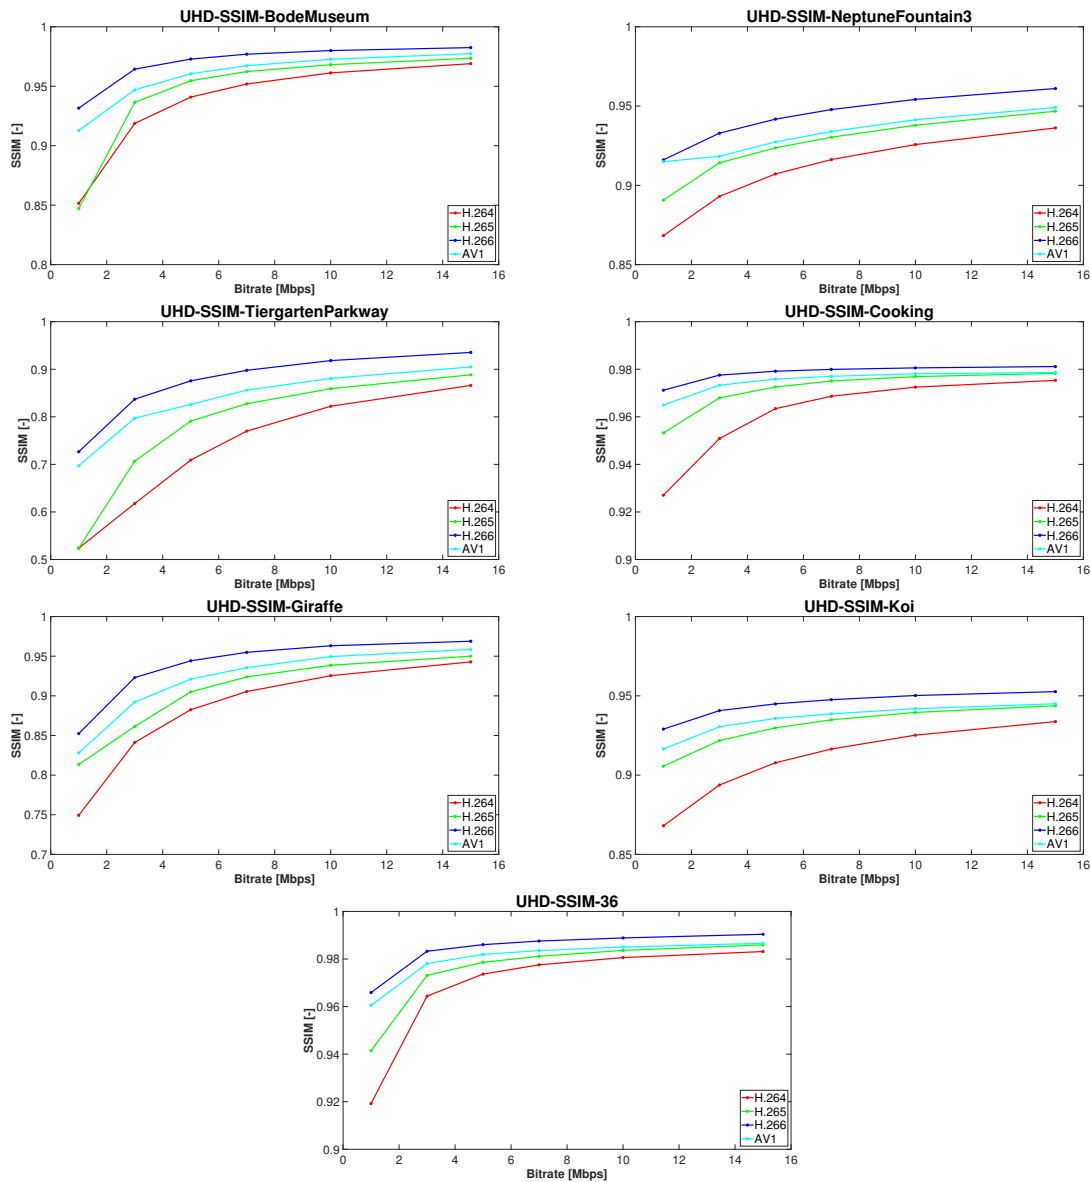 UHD-SSIM-BodeMuseum
1
0.95
0.9
0.85
0.8
SSIM [-]
0 2 4 6 8 10 12 14 16
Bitrate [Mbps]
H.264
H.265
H.266
AV1
UHD-SSIM-NeptuneFountain3
1
0.95
0.9
0.85
SSIM [-]
0 2 4 6 8 10 12 14 16
Bitrate [Mbps]
H.264
H.265
H.266
AV1
UHD-SSIM-TiergartenParkway
1
0.9
0.8
0.7
0.6
0.5
SSIM [-]
0 2 4 6 8 10 12 14 16
Bitrate [Mbps]
H.264
H.265
H.266
AV1
UHD-SSIM-Cooking
1
0.98
0.96
0.94
0.92
0.9
SSIM [-]
0 2 4 6 8 10 12 14 16
Bitrate [Mbps]
H.264
H.265
H.266
AV1
UHD-SSIM-Giraffe
1
0.95
0.9
0.85
0.8
0.75
0.7
SSIM [-]
0 2 4 6 8 10 12 14 16
Bitrate [Mbps]
H.264
H.265
H.266
AV1
UHD-SSIM-Koi
1
0.95
0.9
0.85
SSIM [-]
0 2 4 6 8 10 12 14 16
Bitrate [Mbps]
H.264
H.265
H.266
AV1
UHD-SSIM-36
1
0.98
0.96
0.94
0.92
0.9
SSIM [-]
0 2 4 6 8 10 12 14 16
Bitrate [Mbps]
H.264
H.265
H.266
AV1